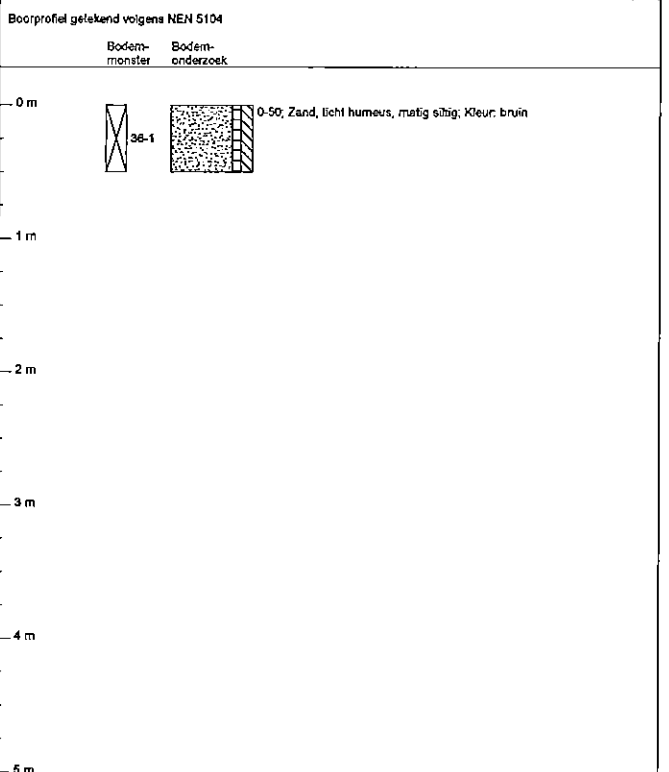 Boorprofiel getekend volgens NEN 5104
Bodem- Bodem-
monster onderzoek
0 m
36-1
0-50; Zand, licht humeus, matig siltig; Kleur: bruin
1 m
2 m
3 m
4 m
5 m